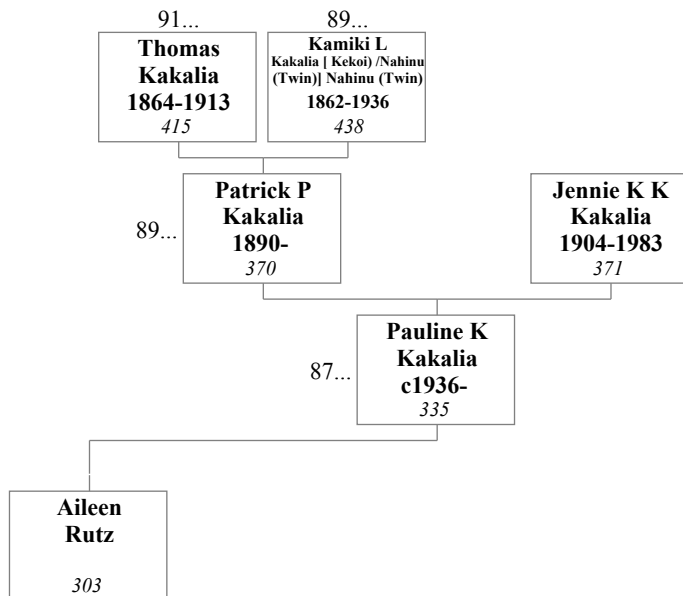 91...
Thomas
Kakalia
1864-1913
415
89...
Kamiki L
Kakalia [ Kekoi) /Nahinu
(Twin)] Nahinu (Twin)
1862-1936
438
89...
Patrick P
Kakalia
1890-
370
Jennie K K
Kakalia
1904-1983
371
87...
Pauline K
Kakalia
c1936-
335
Aileen
Rutz
303